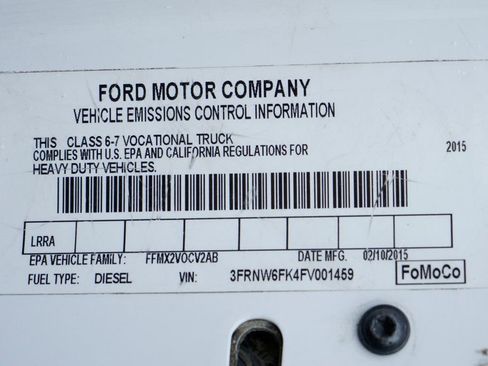 FORD MOTOR COMPANY
VEHICLE EMISSIONS CONTROL INFORMATION
THIS CLASS 6-7 VOCATIONAL TRUCK
COMPLIES WITH U.S. EPA AND CALIFORNIA REGULATIONS FOR 2015
HEAVY DUTY VEHICLES.
LRRA
EPA VEHICLE FAMILY: FFMX2VOCV2AB DATE MFG. 02/10/2015
FUEL TYPE: DIESEL VIN: 3FRNW6FK4FV001459 FoMoCo